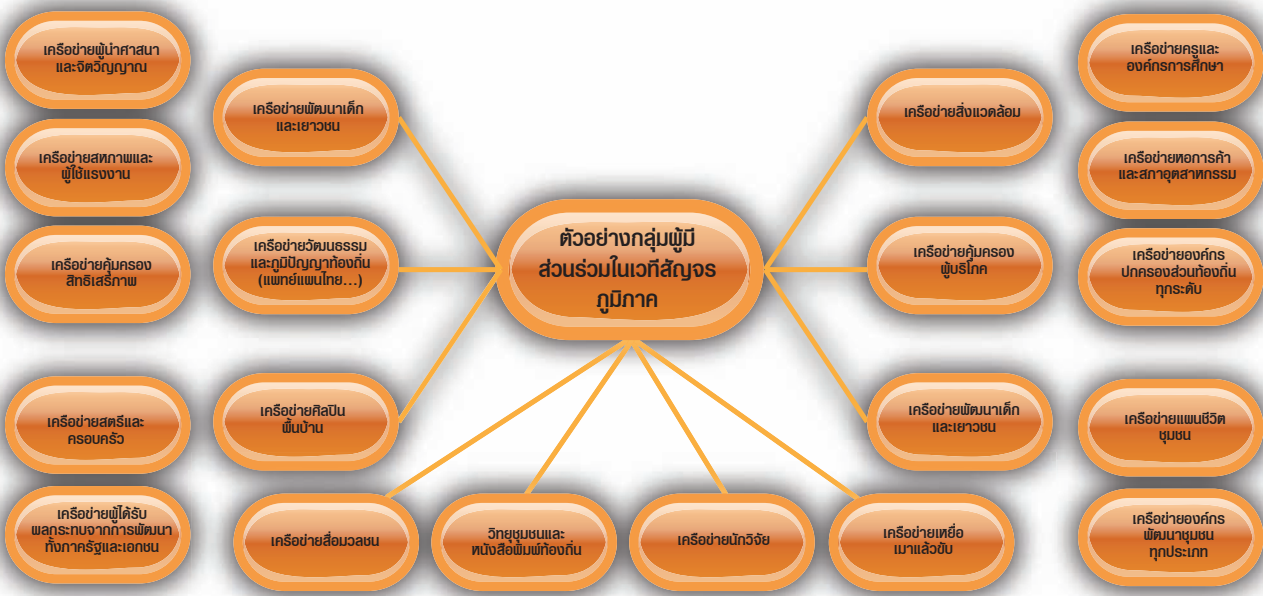 เครือข่ายผู้นำศาสนา
และจิตวิญญาณ
เครือข่ายสหภาพและ
ผู้ใช้แรงงาน
เครือข่ายคุ้มครอง
สิทธิเสรีภาพ
เครือข่ายสตรีและ
ครอบครัว
เครือข่ายผู้ได้รับ
ผลกระทบจากการพัฒนา
ทั้งภาครัฐและเอกชน
เครือข่ายพัฒนาเด็ก
และเยาวชน
เครือข่ายวัฒนธรรม
และภูมิปัญญาท้องถิ่น
(แพทย์แผนไทย...)
เครือข่ายศิลปิน
พื้นบ้าน
ตัวอย่างกลุ่มผู้มี
ส่วนร่วมในเวทีสัญจร
ภูมิภาค
เครือข่ายสื่อมวลชน
วิทยุชุมชนและ
หนังสือพิมพ์ท้องถิ่น
เครือข่ายนักวิจัย
เครือข่ายเหยื่อ
เมาแล้วขับ
เครือข่ายสิ่งแวดล้อม
เครือข่ายคุ้มครอง
ผู้บริโภค
เครือข่ายพัฒนาเด็ก
และเยาวชน
เครือข่ายครูและ
องค์กรการศึกษา
เครือข่ายหอการค้า
และสภาอุตสาหกรรม
เครือข่ายองค์กร
ปกครองส่วนท้องถิ่น
ทุกระดับ
เครือข่ายแผนชีวิต
ชุมชน
เครือข่ายองค์กร
พัฒนาชุมชน
ทุกประเภท